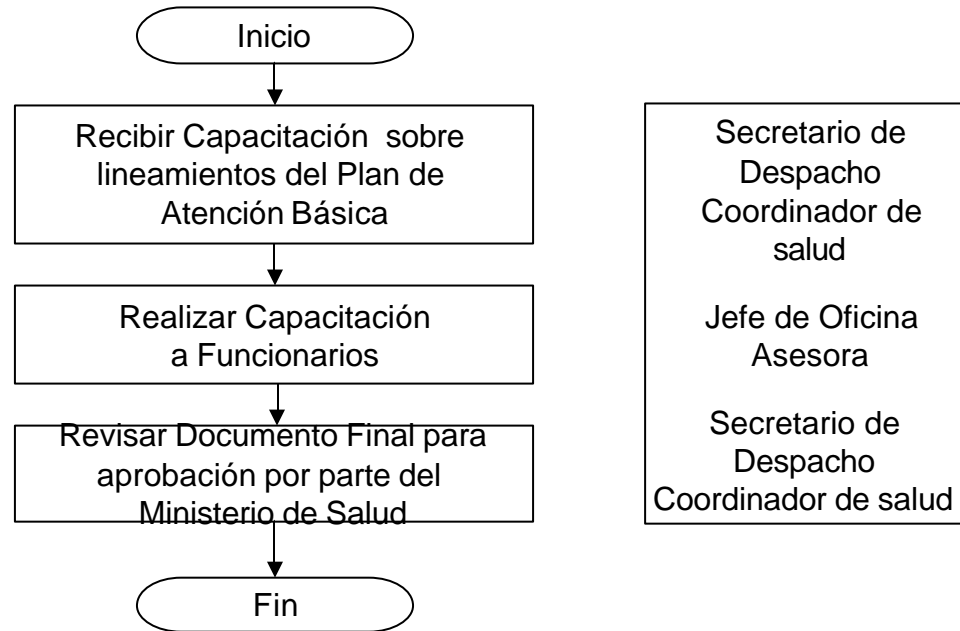 Inicio
Recibir Capacitación sobre
lineamientos del Plan de
Atención Básica
Realizar Capacitación
a Funcionarios
Revisar Documento Final para
aprobación por parte del
Ministerio de Salud
Fin
Secretario de
Despacho
Coordinador de
salud
Jefe de Oficina
Asesora
Secretario de
Despacho
Coordinador de salud